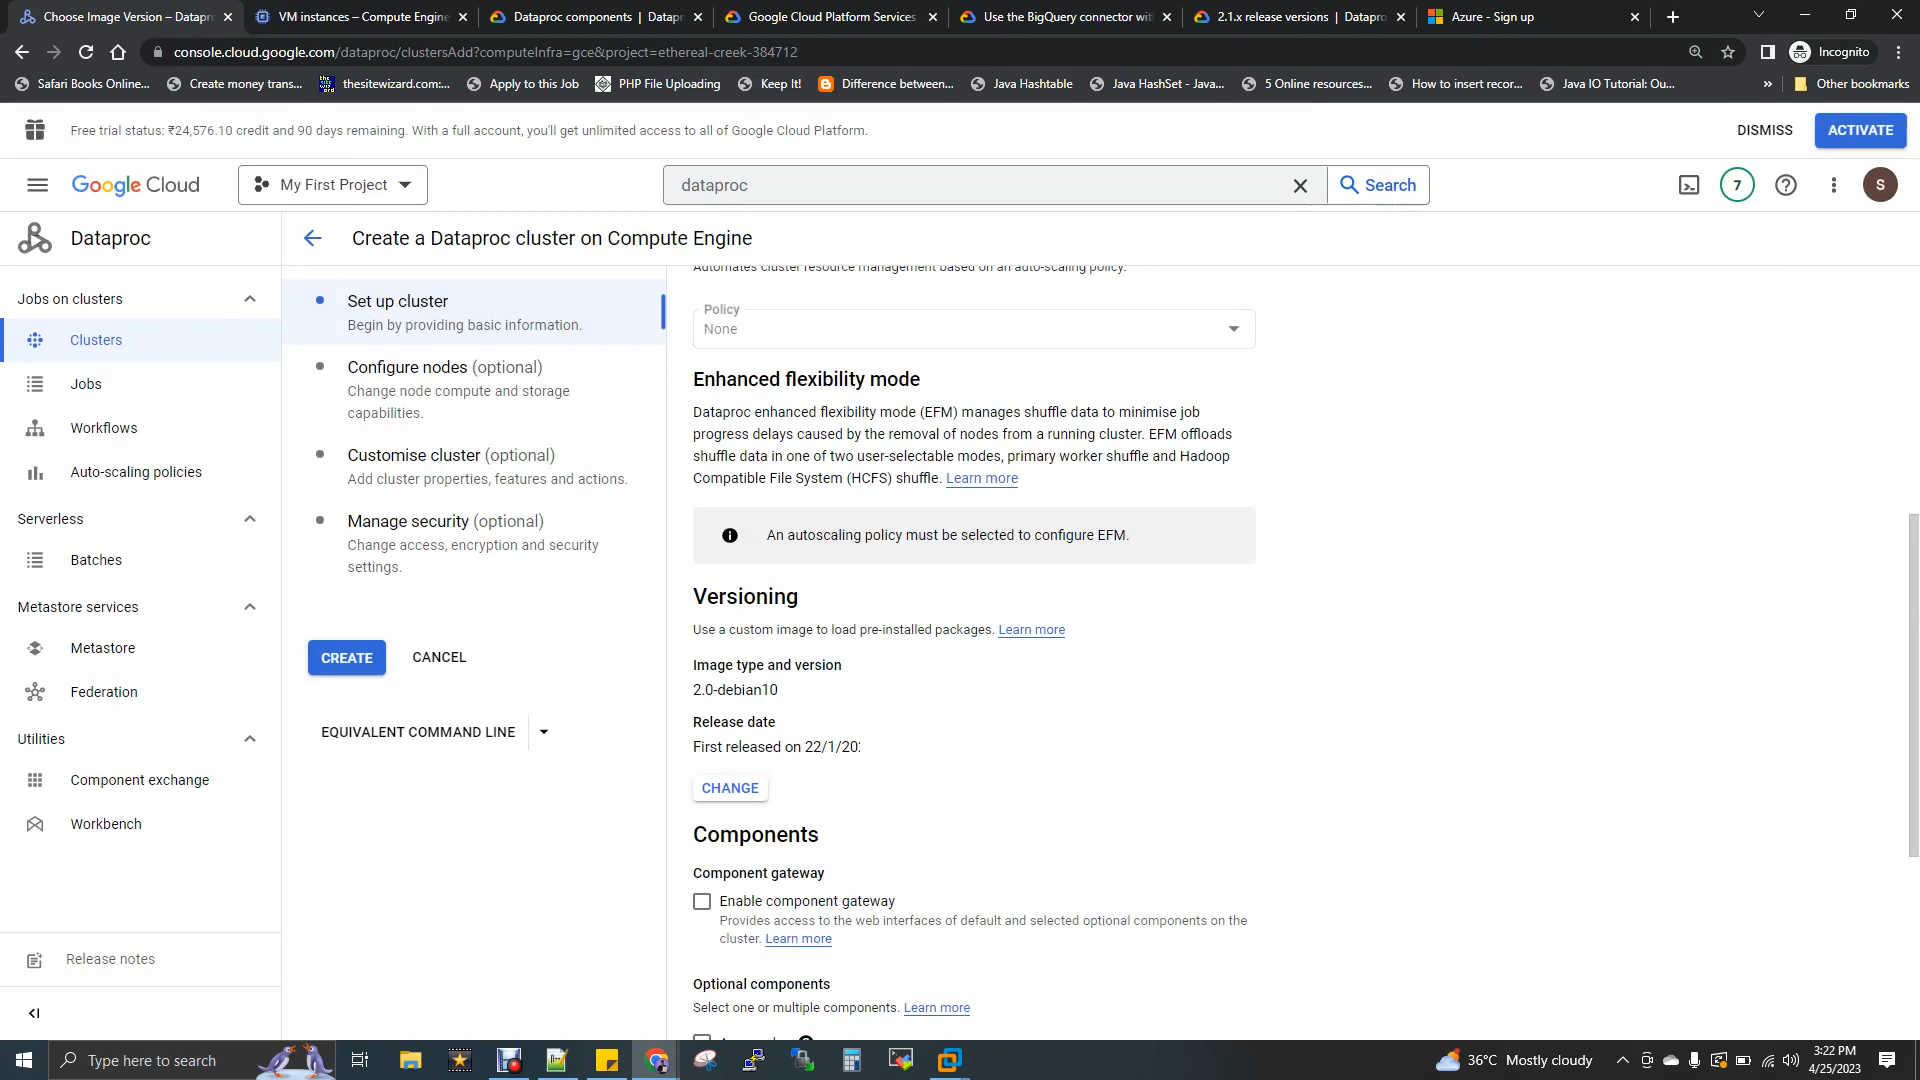 Choose Image Version – Datapr
VM instances – Compute Engine
Dataproc components | Datapr
Google Cloud Platform Services
Use the BigQuery connector wit
2.1.x release versions | Datapro
Azure - Sign up
console.cloud.google.com/dataproc/clustersAdd?computeInfra=gce&project=ethereal-creek-384712
Incognito
Safari Books Online...
Create money trans...
thesitewizard.com:...
Apply to this Job
PHP File Uploading
Keep It!
Difference between...
Java Hashtable
Java HashSet - Java...
5 Online resources...
How to insert recor...
Java IO Tutorial: Ou...
»
Other bookmarks
Free trial status: ₹24,576.10 credit and 90 days remaining. With a full account, you'll get unlimited access to all of Google Cloud Platform.
DISMISS
ACTIVATE
Google Cloud
My First Project
dataproc
Search
7
S
Dataproc
Create a Dataproc cluster on Compute Engine
Jobs on clusters
Clusters
Jobs
Workflows
Auto-scaling policies
Serverless
Batches
Metastore services
Metastore
Federation
Utilities
Component exchange
Workbench
Release notes
Set up cluster
Begin by providing basic information.
Configure nodes (optional)
Change node compute and storage
capabilities.
Customise cluster (optional)
Add cluster properties, features and actions.
Manage security (optional)
Change access, encryption and security
settings.
CREATE
CANCEL
EQUIVALENT COMMAND LINE
Automates cluster resource management based on an auto-scaling policy.
Policy
None
Enhanced flexibility mode
Dataproc enhanced flexibility mode (EFM) manages shuffle data to minimise job
progress delays caused by the removal of nodes from a running cluster. EFM offloads
shuffle data in one of two user-selectable modes, primary worker shuffle and Hadoop
Compatible File System (HCFS) shuffle. Learn more
An autoscaling policy must be selected to configure EFM.
Versioning
Use a custom image to load pre-installed packages. Learn more
Image type and version
2.0-debian10
Release date
First released on 22/1/202
CHANGE
Components
Component gateway
Enable component gateway
Provides access to the web interfaces of default and selected optional components on the
cluster. Learn more
Optional components
Select one or multiple components. Learn more
Type here to search
36°C Mostly cloudy
3:22 PM
4/25/2023